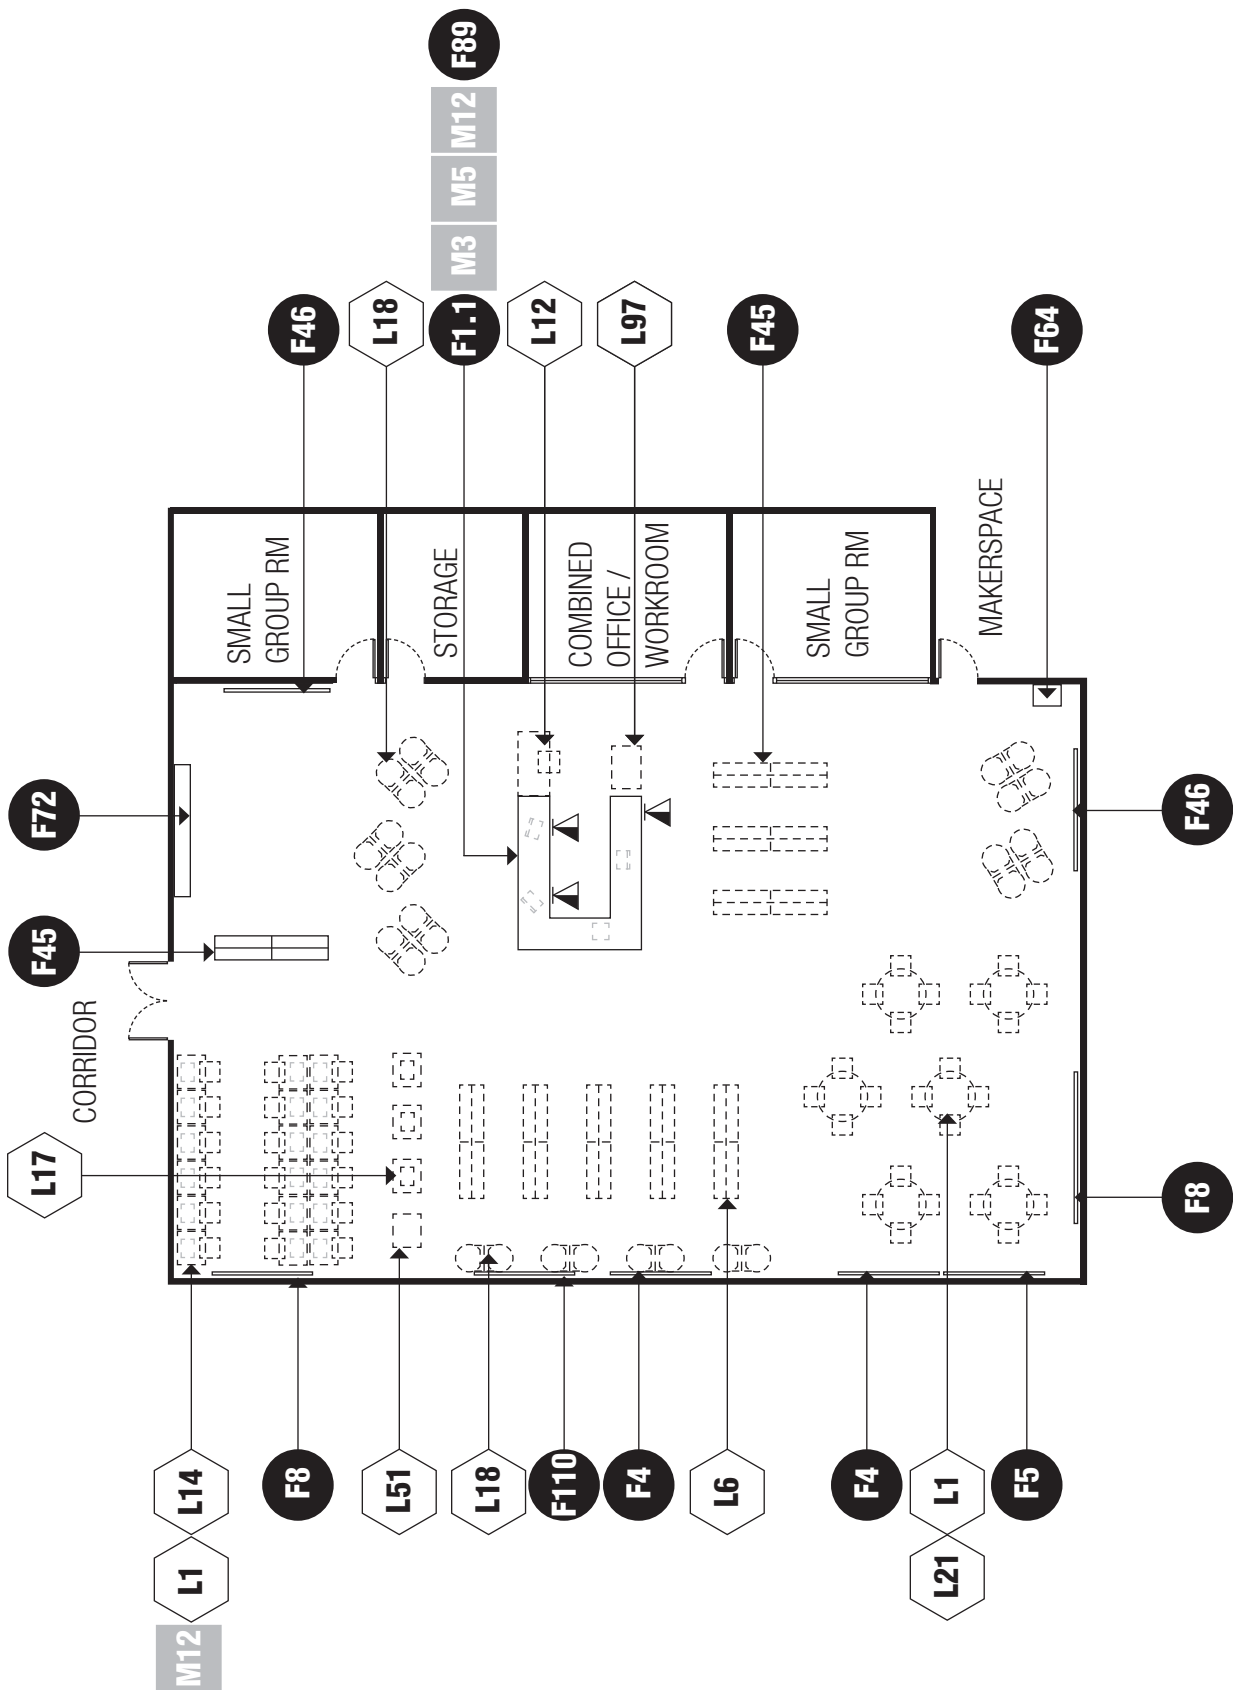 L17
F45
F72
CORRIDOR
M12 L1 L14
SMALL
GROUP RM
F8
F46
L51
L18
STORAGE
F1.1 M3 M5 M12 F89
L18
L12
F110
COMBINED
OFFICE /
WORKROOM
F4
L97
L6
F45
SMALL
GROUP RM
F4
L21 L1
MAKERSPACE
F5
F64
F8
F46